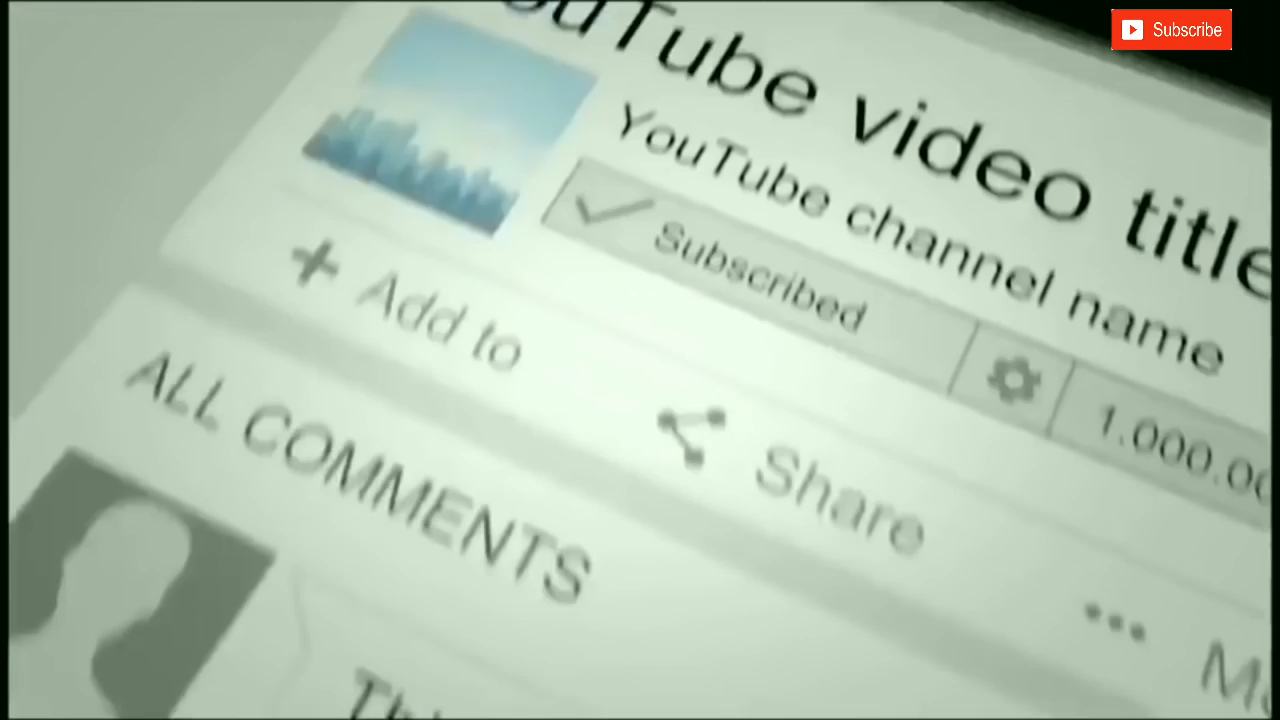 Subscribe
YouTube video title
YouTube channel name
Subscribed
Add to
Share
ALL COMMENTS